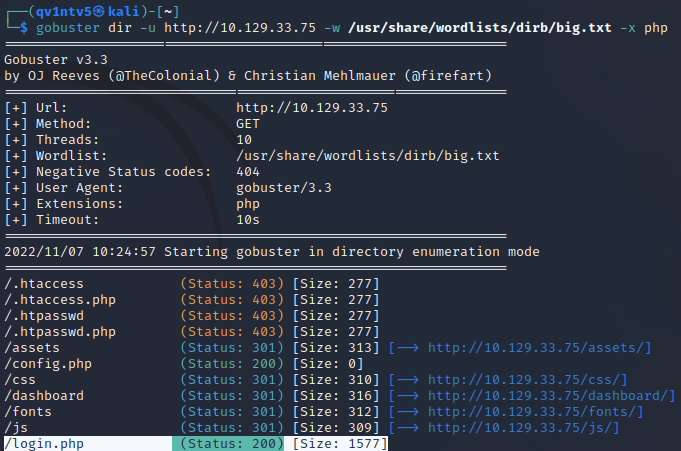 ┌──(qv1ntv5㉿kali)-[~]
└─$ gobuster dir -u http://10.129.33.75 -w /usr/share/wordlists/dirb/big.txt -x php
===============================================================
Gobuster v3.3
by OJ Reeves (@TheColonial) & Christian Mehlmauer (@firefart)
===============================================================
[+] Url: http://10.129.33.75
[+] Method: GET
[+] Threads: 10
[+] Wordlist: /usr/share/wordlists/dirb/big.txt
[+] Negative Status codes: 404
[+] User Agent: gobuster/3.3
[+] Extensions: php
[+] Timeout: 10s
===============================================================
2022/11/07 10:24:57 Starting gobuster in directory enumeration mode
===============================================================
/.htaccess (Status: 403) [Size: 277]
/.htaccess.php (Status: 403) [Size: 277]
/.htpasswd (Status: 403) [Size: 277]
/.htpasswd.php (Status: 403) [Size: 277]
/assets (Status: 301) [Size: 313] [--> http://10.129.33.75/assets/]
/config.php (Status: 200) [Size: 0]
/css (Status: 301) [Size: 310] [--> http://10.129.33.75/css/]
/dashboard (Status: 301) [Size: 316] [--> http://10.129.33.75/dashboard/]
/fonts (Status: 301) [Size: 312] [--> http://10.129.33.75/fonts/]
/js (Status: 301) [Size: 309] [--> http://10.129.33.75/js/]
/login.php (Status: 200) [Size: 1577]